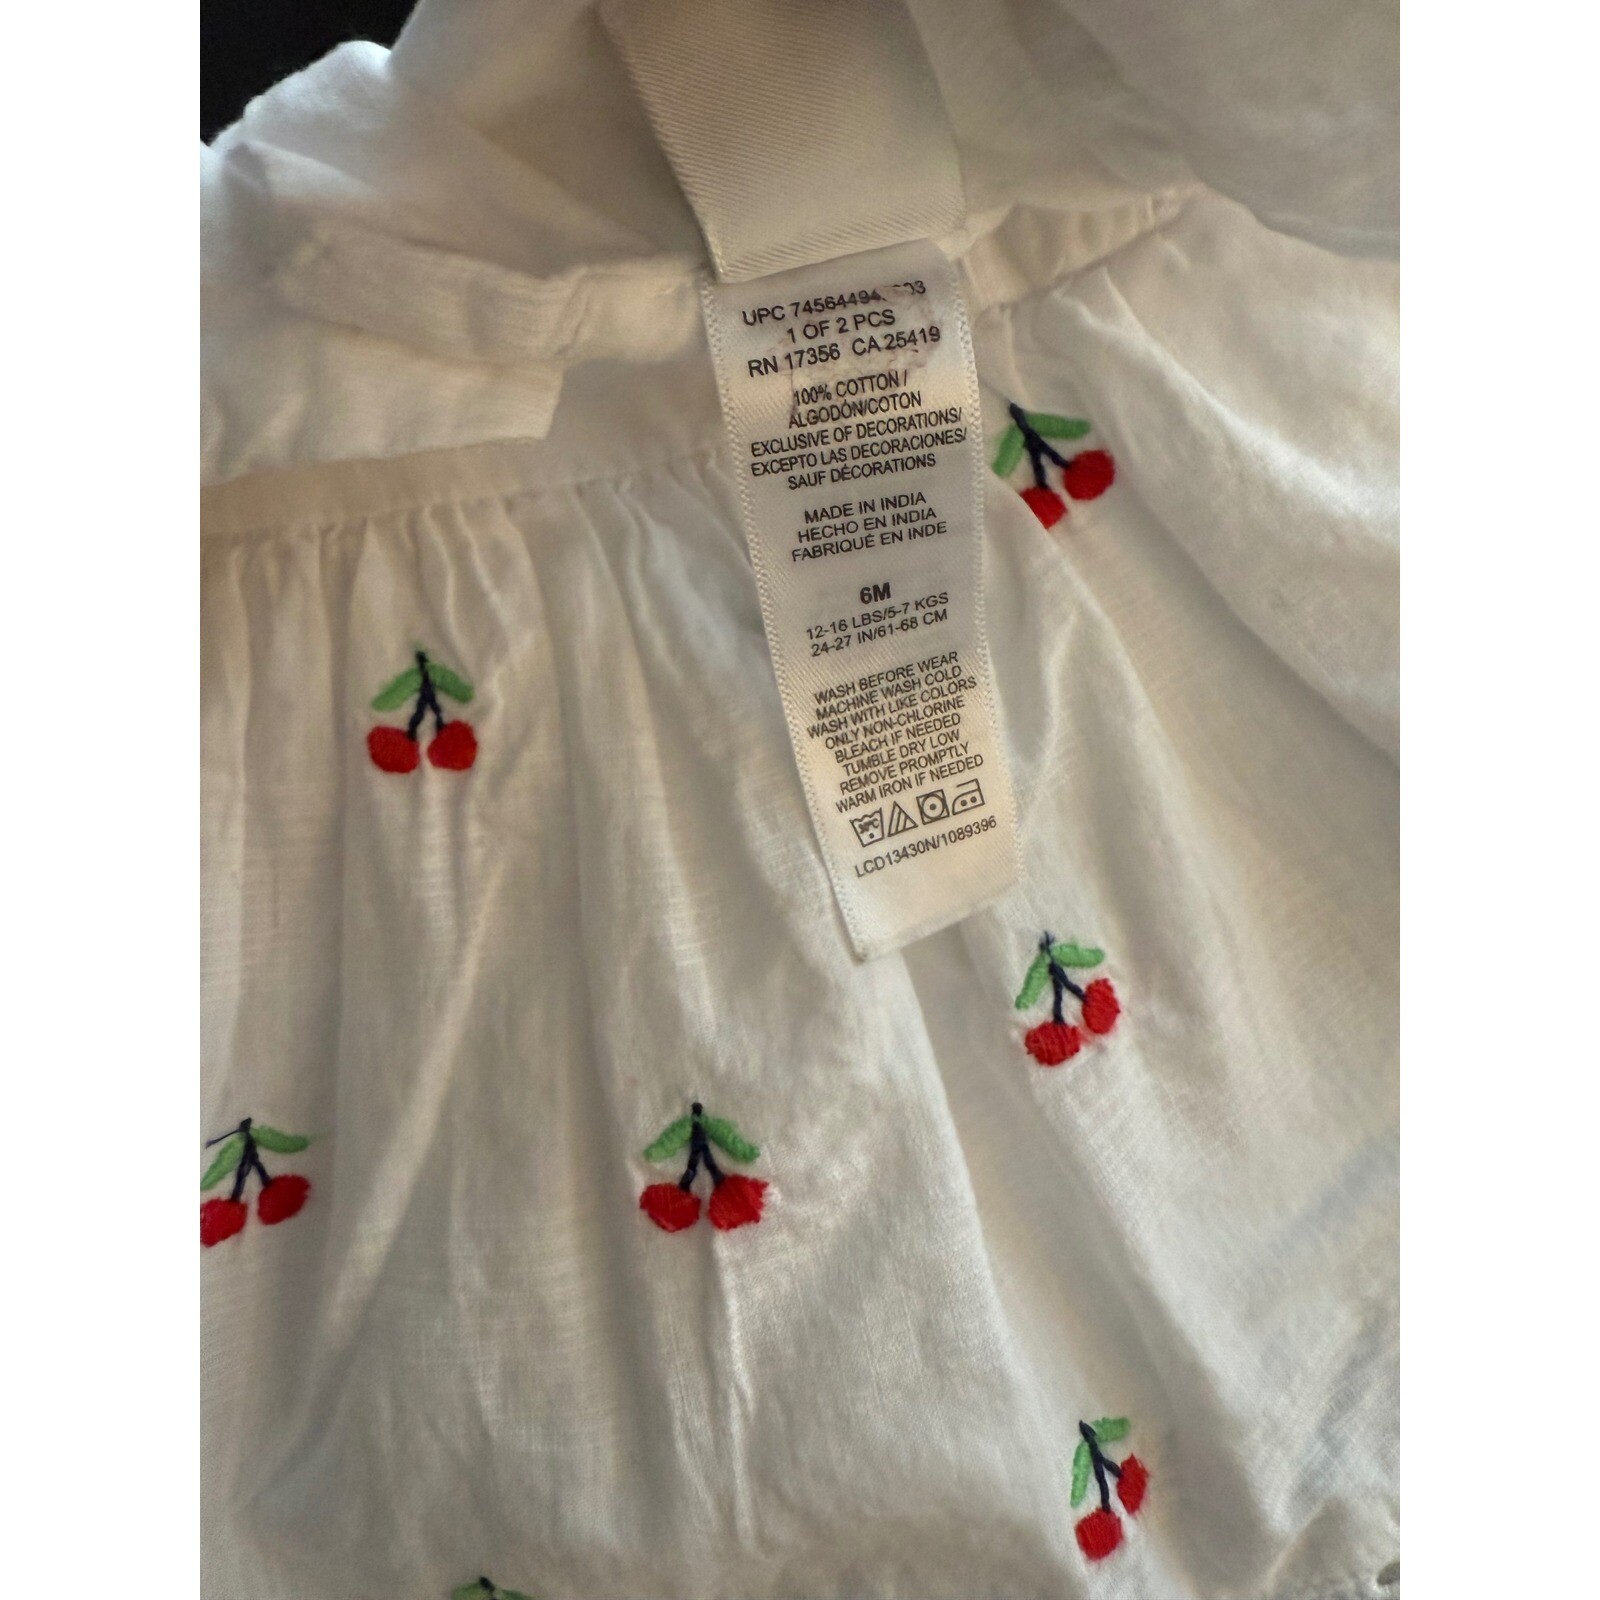 UPC
1 OF 2 PCS
RN 17356 CA 25419
100% COTTON /
ALGODÓN/COTON
EXCLUSIVE OF DECORATIONS/
EXCEPTO LAS DECORACIONES/
SAUF DÉCORATIONS
MADE IN INDIA
HECHO EN INDIA
FABRIQUÉ EN INDE
6M
12-16 LBS/5-7 KGS
24-27 IN/61-68 CM
WASH BEFORE WEAR
MACHINE WASH COLD
WASH WITH LIKE COLORS
ONLY NON-CHLORINE
BLEACH IF NEEDED
TUMBLE DRY LOW
REMOVE PROMPTLY
WARM IRON IF NEEDED
30ºC
LCD13430N/1089396